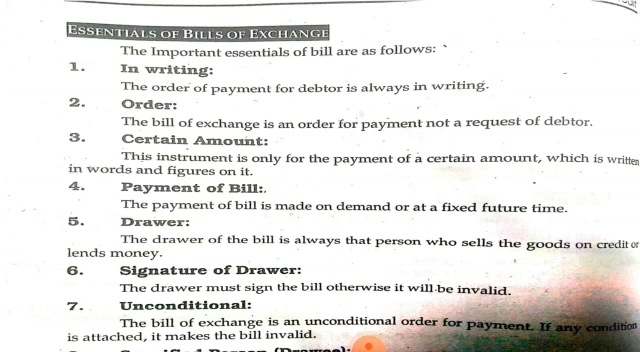 ESSENTIALS OF BILLS OF EXCHANGE
The Important essentials of bill are as follows:
1. In writing:
The order of payment for debtor is always in writing.
2. Order:
The bill of exchange is an order for payment not a request of debtor.
3. Certain Amount:
This instrument is only for the payment of a certain amount, which is written
in words and figures on it.
4. Payment of Bill:.
The payment of bill is made on demand or at a fixed future time.
5. Drawer:
The drawer of the bill is always that person who sells the goods on credit or
lends money.
6. Signature of Drawer:
The drawer must sign the bill otherwise it will be invalid.
7. Unconditional:
The bill of exchange is an unconditional order for payment. If any condition
is attached, it makes the bill invalid.